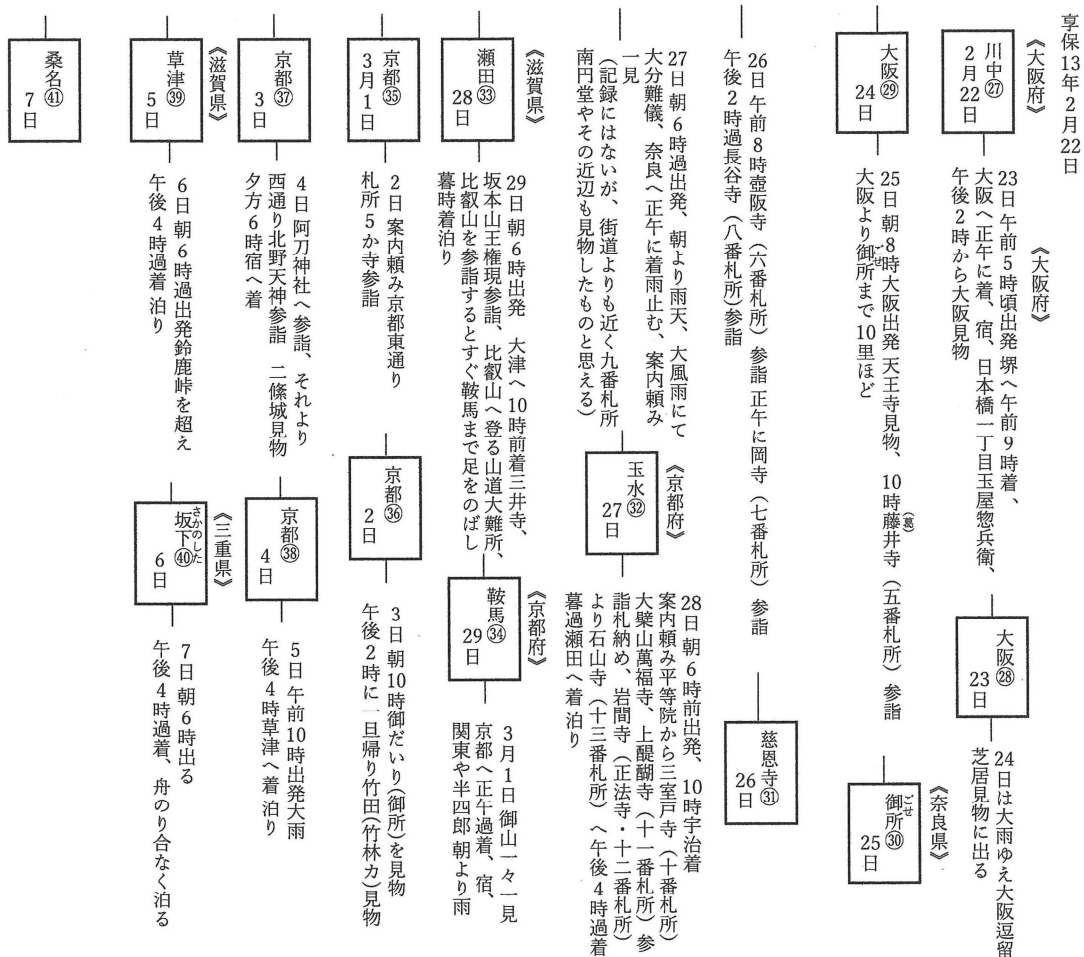 享保13年2月22日
《大阪府》
川中㉗
2月22日
《大阪府》
23日 午前5時頃出発 堺へ午前9時着、
大阪へ正午に着、宿、日本橋一丁目玉屋惣兵衛、
午後2時から大阪見物
大阪㉘
23日
24日は大雨ゆえ大阪逗留
芝居見物に出る
大阪㉙
24日
25日 朝8時大阪出発 天王寺見物、10時藤井寺(葛)(五番札所)参詣
大阪より御所まで10里ほど
ごせ
《奈良県》
御所㉚
ごせ
25日
26日 午前8時壺阪寺(六番札所)参詣 正午に岡寺(七番札所)参詣
午後2時過長谷寺(八番札所)参詣
慈恩寺㉛
26日
27日 朝6時過出発、朝より雨天、大風雨にて
大分難儀、奈良へ正午に着雨止む、案内頼み
一見
(記録にはないが、街道よりも近く九番札所
南円堂やその近辺も見物したものと思える)
《京都府》
玉水㉜
27日
28日 朝6時前出発、10時宇治着
案内頼み平等院から三室戸寺(十番札所)
大檗山萬福寺、上醍醐寺(十一番札所)参
詣札納め、岩間寺(正法寺・十二番札所)
より石山寺(十三番札所)へ午後4時過着
暮過瀬田へ着 泊り
《滋賀県》
瀬田㉝
28日
29日 朝6時出発 大津へ10時前着三井寺、
坂本山王権現参詣、比叡山へ登る山道大難所、
比叡山を参詣するとすぐ鞍馬まで足をのばし
暮時着泊り
《京都府》
鞍馬㉞
29日
3月1日 御山一々一見
京都へ正午過着、宿、
関東や半四郎 朝より雨
京都㉟
3月1日
2日 案内頼み京都東通り
札所5か寺参詣
京都㊱
2日
3日 朝10時御だいり(御所)を見物
午後2時に一旦帰り竹田(竹林カ)見物
京都㊲
3日
4日 阿刀神社へ参詣、それより
西通り北野天神参詣 二條城見物
夕方6時宿へ着
京都㊳
4日
5日 午前10時出発大雨
午後4時草津へ着 泊り
《滋賀県》
草津㊴
5日
6日 朝6時過出発鈴鹿峠を超え
午後4時過着 泊り
《三重県》
坂下㊵
さかのした
6日
7日 朝6時出る
午後4時過着、舟のり合なく泊る
桑名㊶
7日